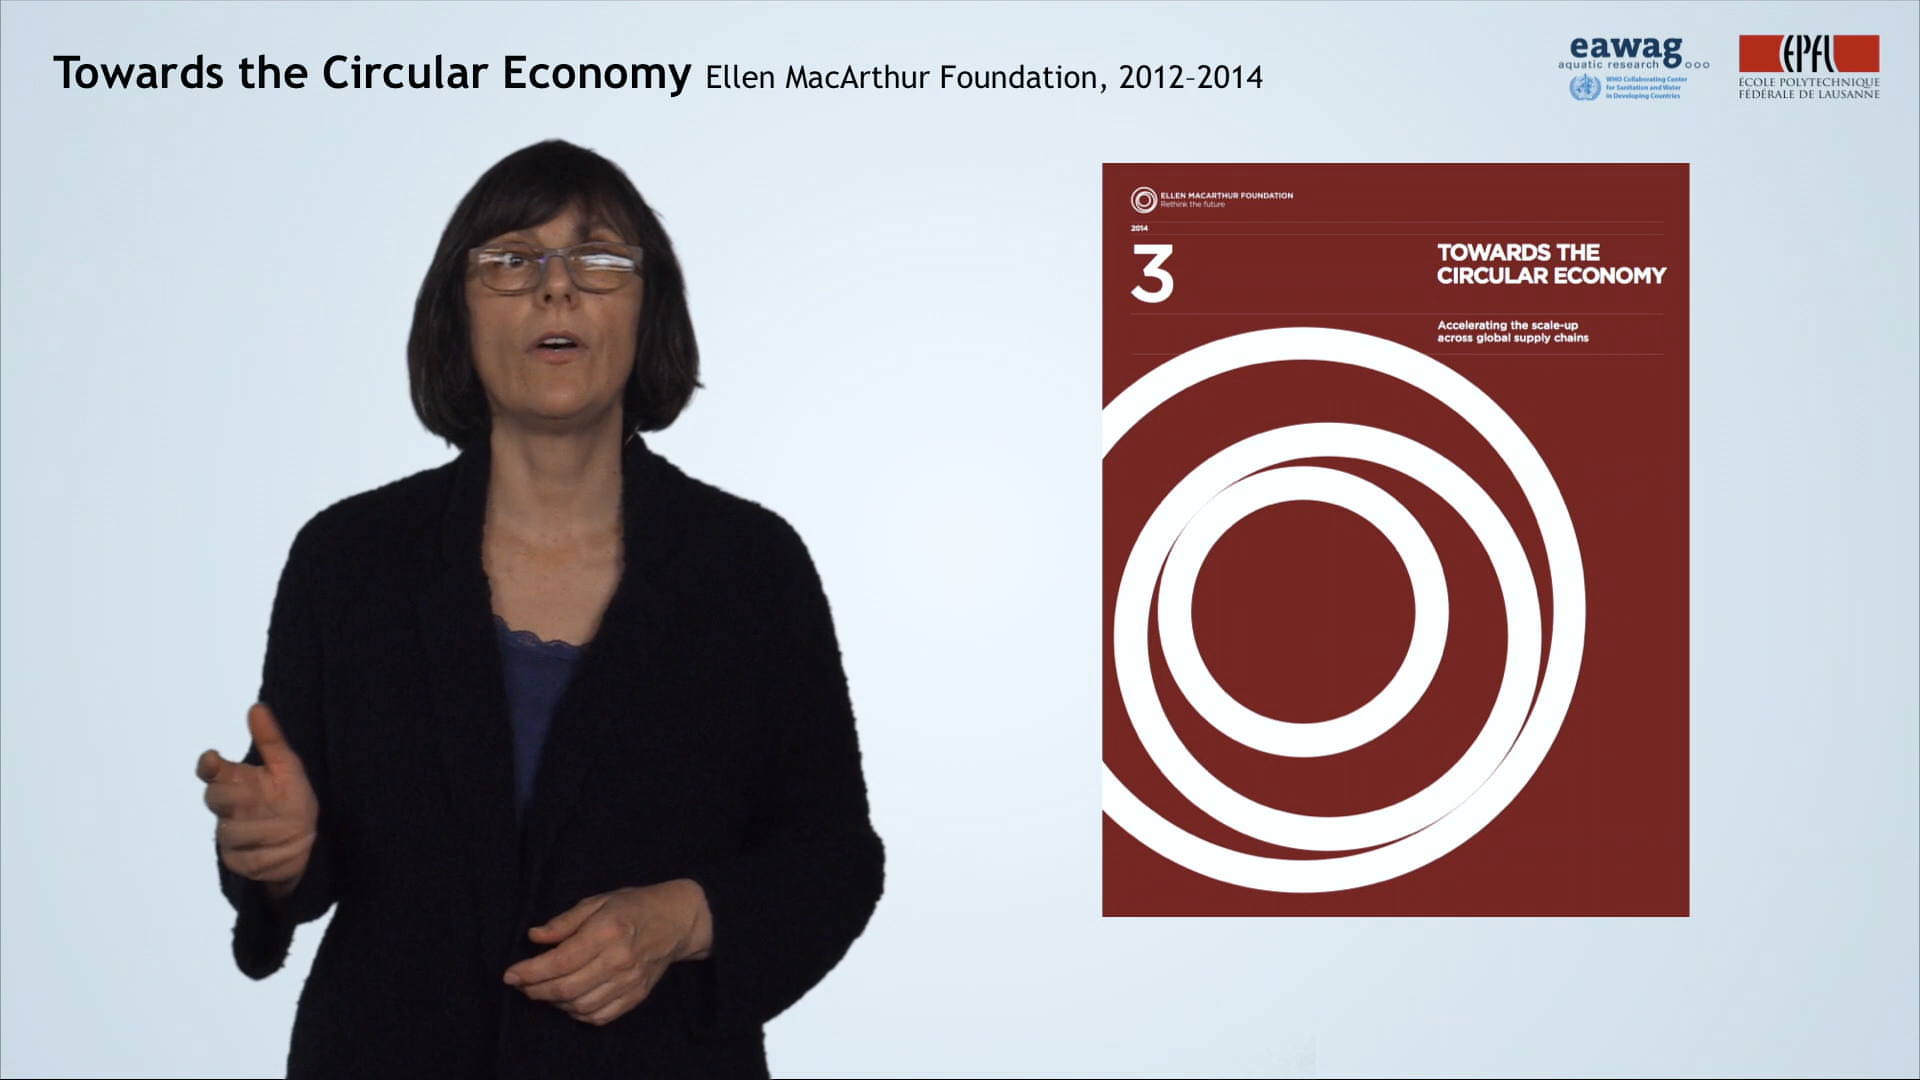 Towards the Circular Economy Ellen MacArthur Foundation, 2012–2014
eawag
aquatic research
WHO Collaborating Center
for Sanitation and Water
in Developing Countries
EPFL
ÉCOLE POLYTECHNIQUE
FÉDÉRALE DE LAUSANNE
ELLEN MACARTHUR FOUNDATION
Rethink the future
2014
3
TOWARDS THE
CIRCULAR ECONOMY
Accelerating the scale-up
across global supply chains